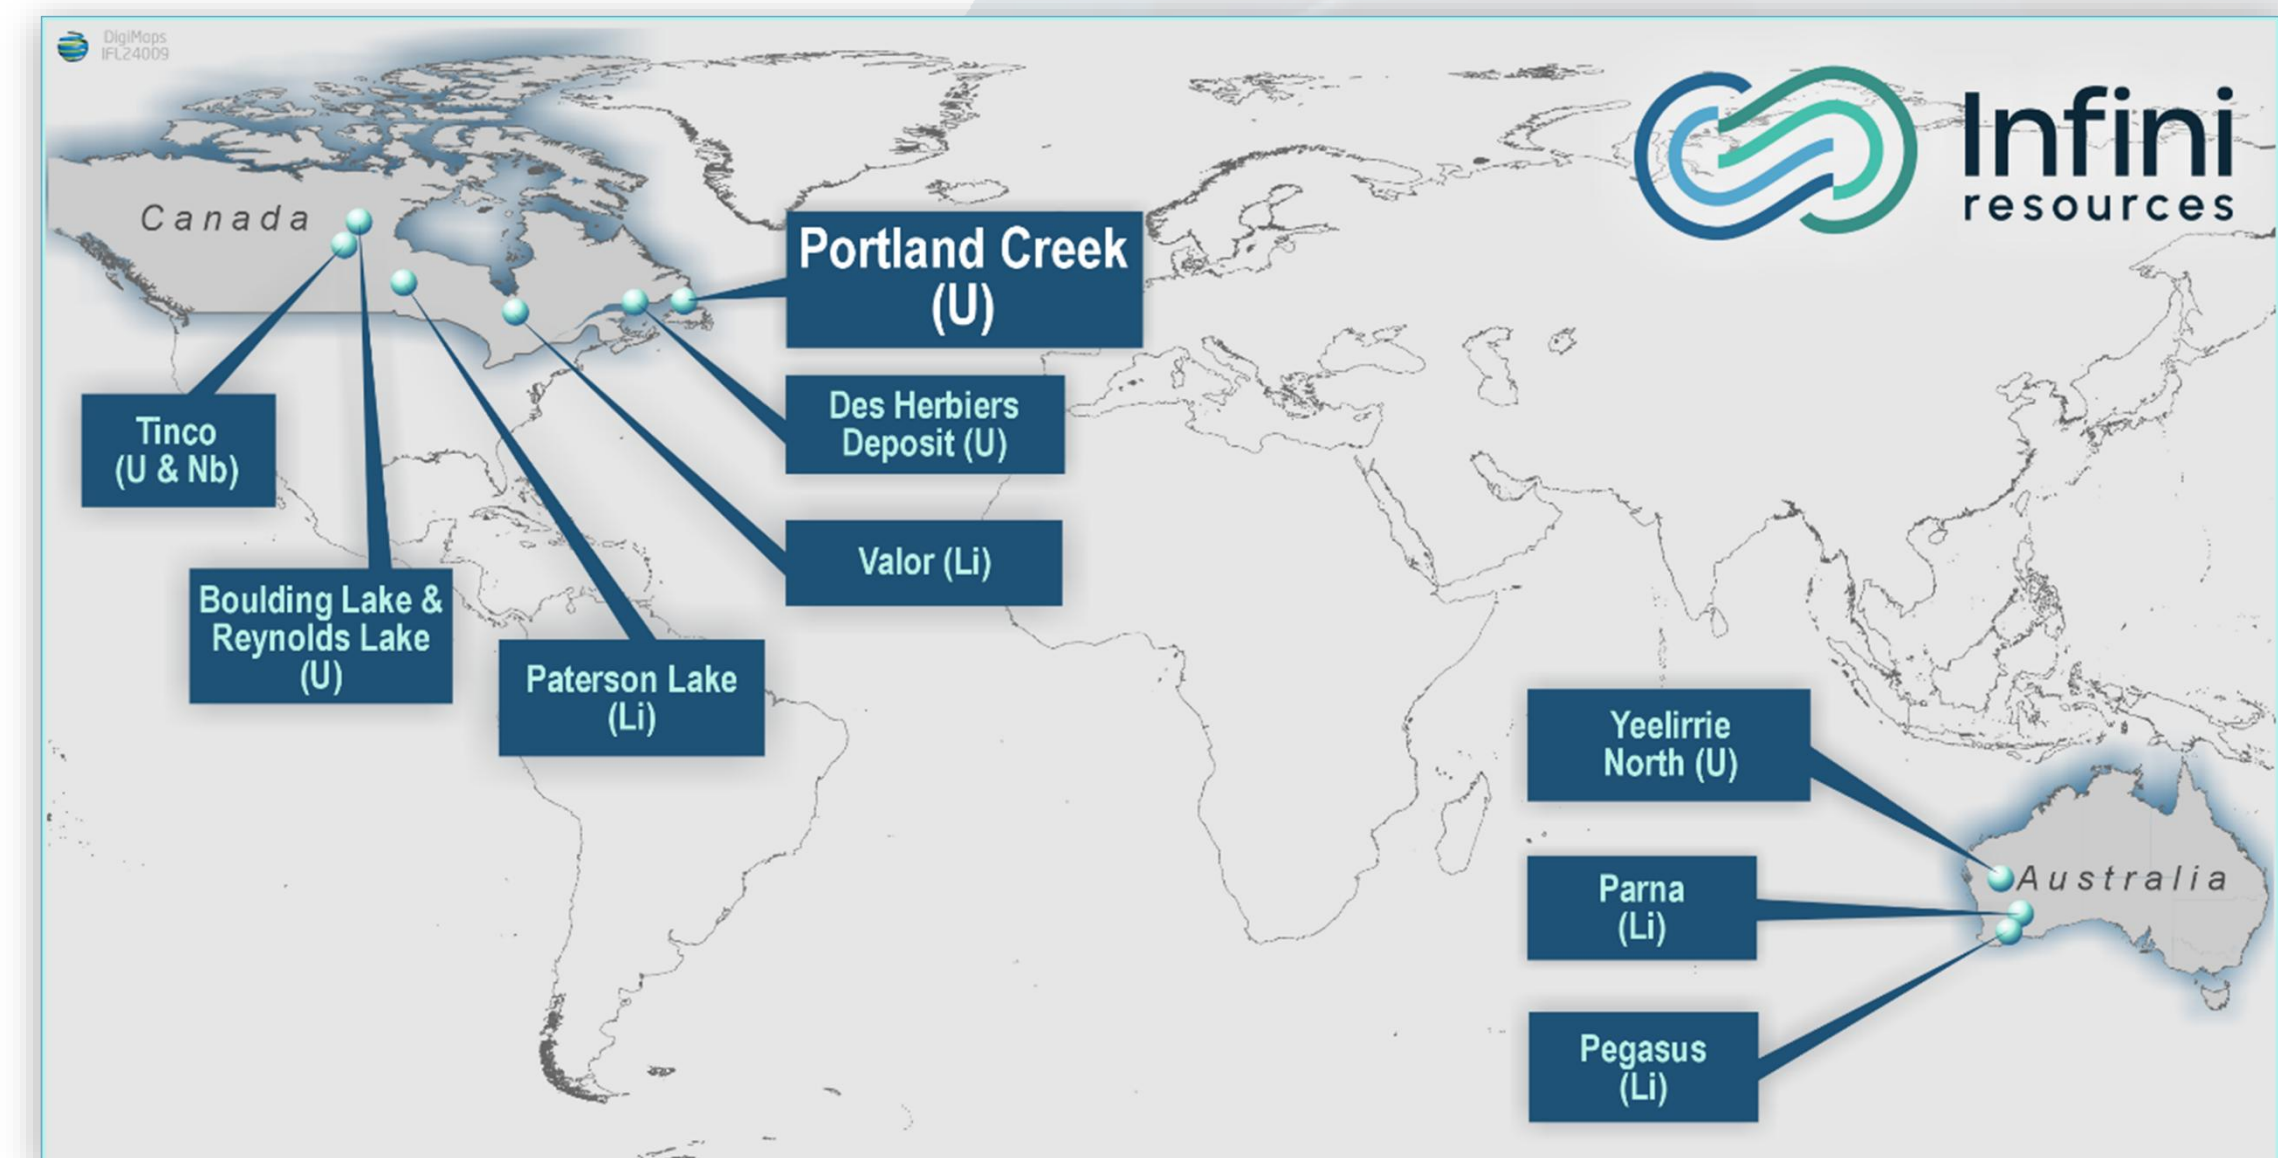 DigiMaps
IFL24009
Infini
resources
Canada
Portland Creek
(U)
Des Herbiers
Deposit (U)
Tinco
(U & Nb)
Valor (Li)
Boulding Lake &
Reynolds Lake
(U)
Paterson Lake
(Li)
Yeelirrie
North (U)
Australia
Parna
(Li)
Pegasus
(Li)